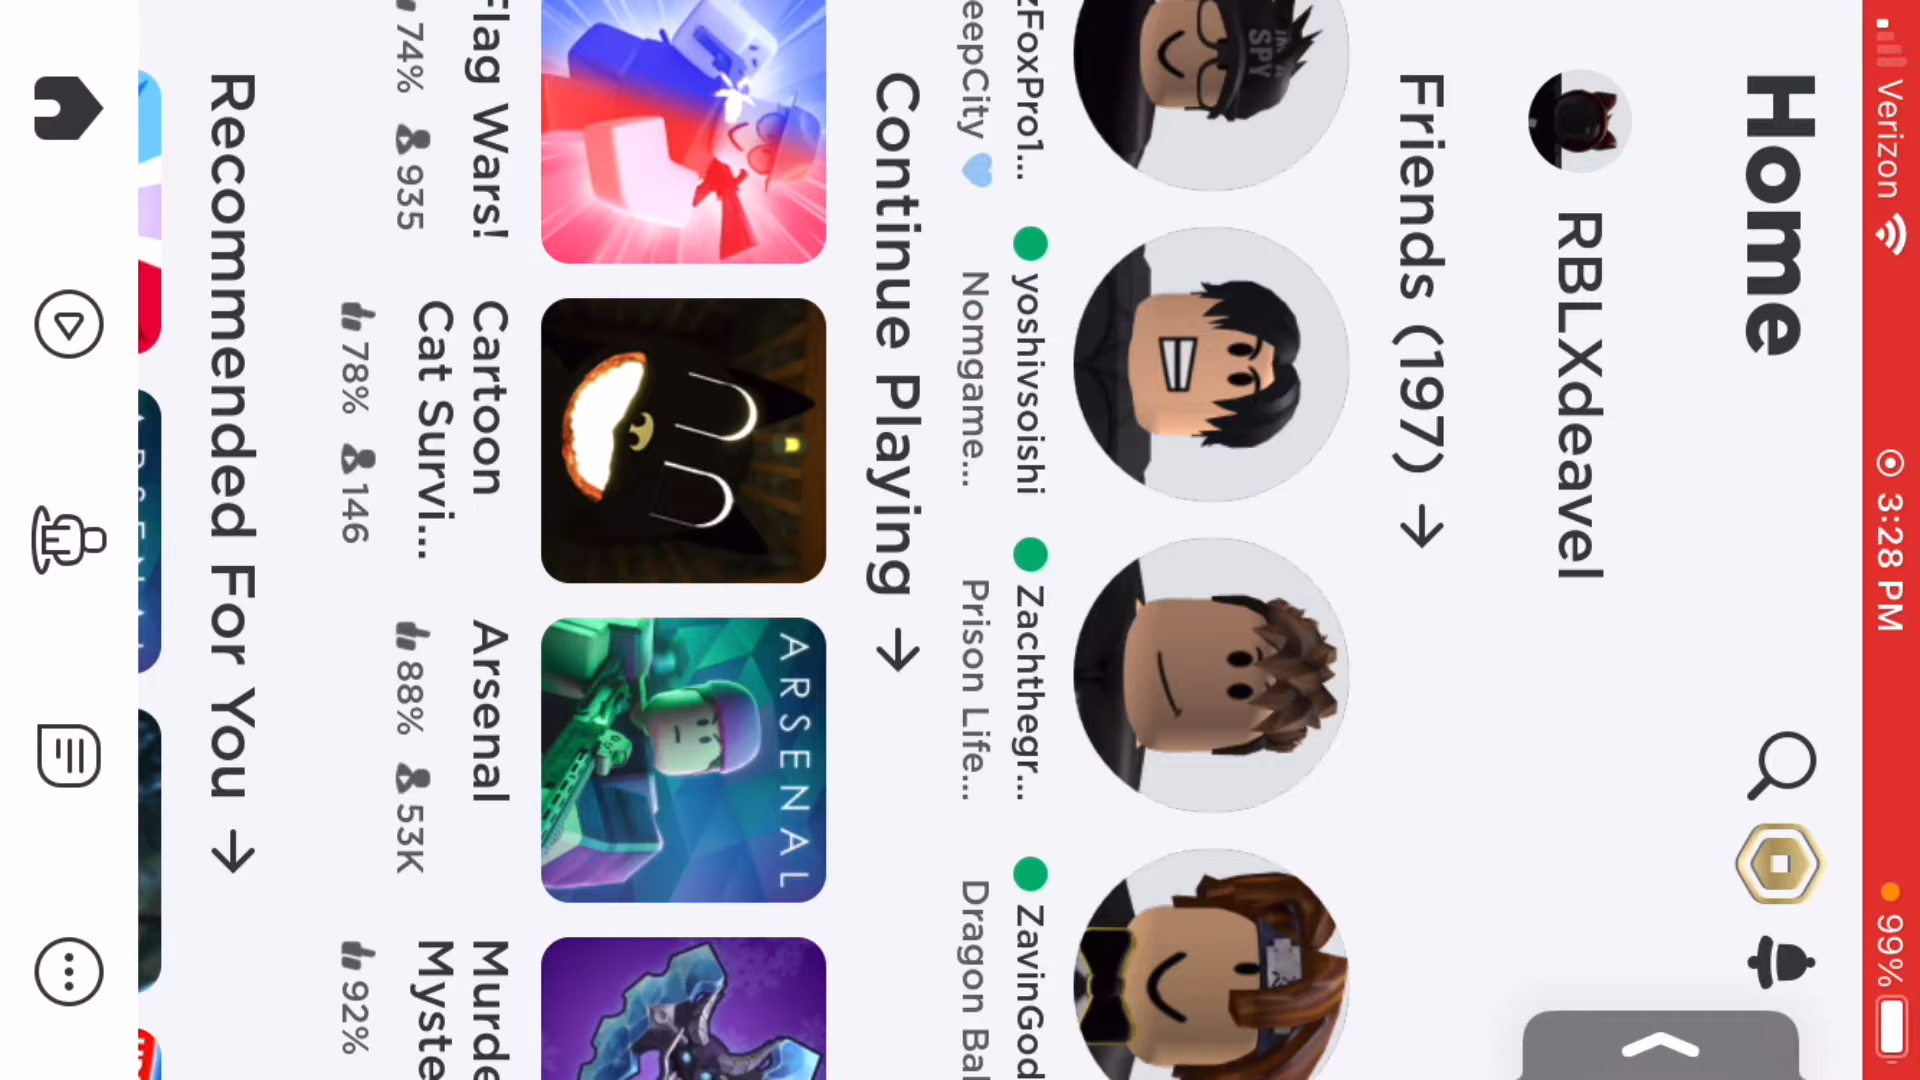 Verizon 3:28 PM 99%
Home
RBLXdeavel
Friends (197) →
I'M A
SPY
zFoxPro1... yoshivsoishi Zachthegr... ZavinGod
eepCity 💙 Nomgame... Prison Life... Dragon Bal
Continue Playing →
ARSENAL
Flag Wars!
74% 935
Cartoon
Cat Survi...
78% 146
Arsenal
88% 53K
Murde
Myste
92%
Recommended For You →
ARSENAL